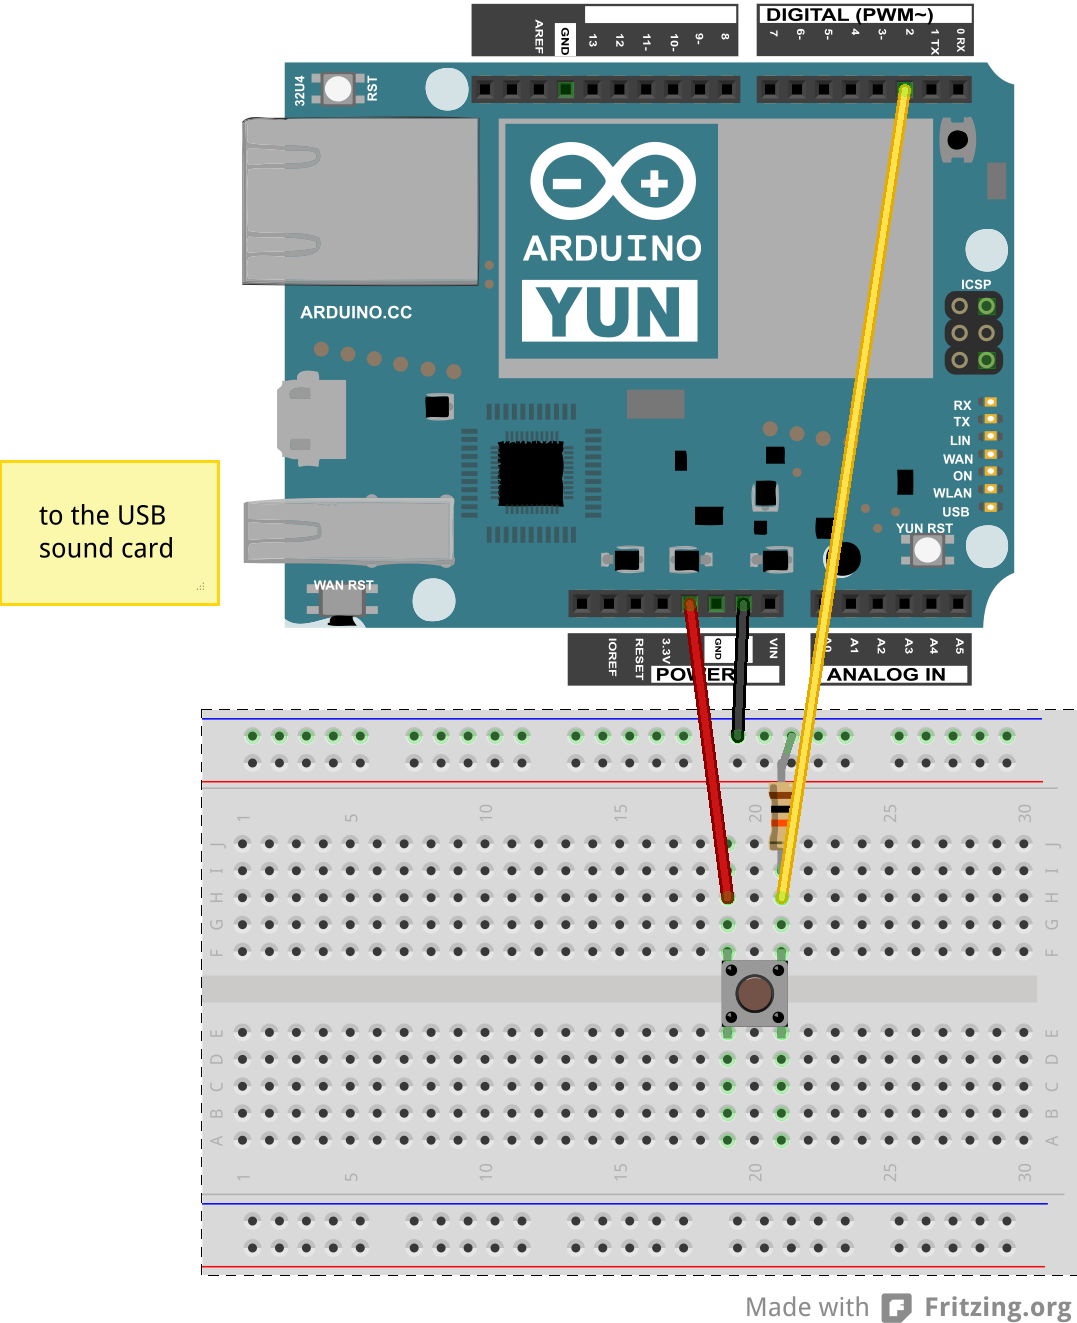 DIGITAL (PWM~)
AREF
GND
13
12
11-
10-
9-
8
7
6-
5-
4
3-
2
1 TX
0 RX
32U4
RST
ARDUINO
YUN
ICSP
ARDUINO.CC
RX
TX
LIN
WAN
ON
WLAN
USB
YUN RST
to the USB
sound card
WAN RST
IOREF
RESET
3.3V
GND
VIN
POWER
A0
A1
A2
A3
A4
A5
ANALOG IN
1
5
10
15
20
25
30
J
I
H
G
F
E
D
C
B
A
J
I
H
G
F
E
D
C
B
A
1
5
10
15
20
25
30
Made with Fritzing.org